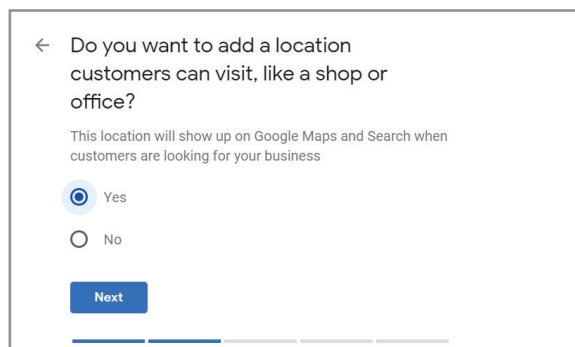 Do you want to add a location
customers can visit, like a shop or
office?
This location will show up on Google Maps and Search when
customers are looking for your business
Yes
No
Next